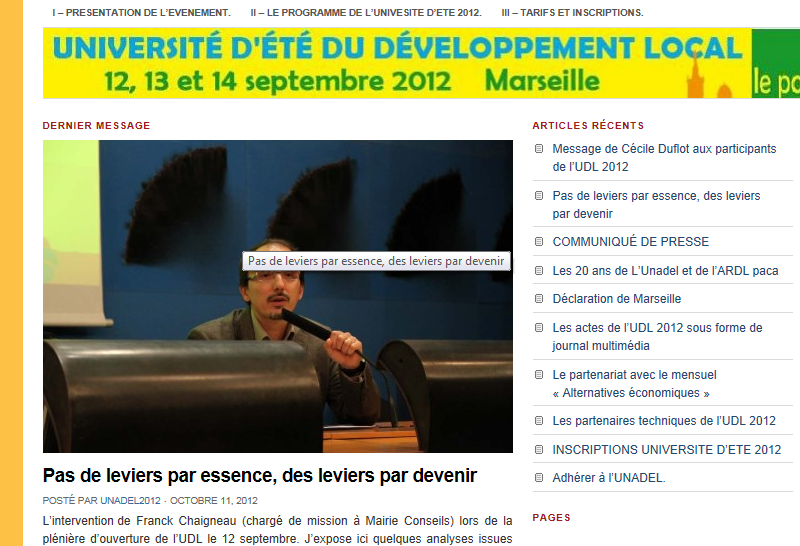 I – PRESENTATION DE L'EVENEMENT. II – LE PROGRAMME DE L'UNIVESITE D'ETE 2012. III – TARIFS ET INSCRIPTIONS.
UNIVERSITÉ D'ÉTÉ DU DÉVELOPPEMENT LOCAL
12, 13 et 14 septembre 2012 Marseille
le po
DERNIER MESSAGE
Pas de leviers par essence, des leviers par devenir
Pas de leviers par essence, des leviers par devenir
POSTÉ PAR UNADEL2012 · OCTOBRE 11, 2012
L'intervention de Franck Chaigneau (chargé de mission à Mairie Conseils) lors de la
plénière d'ouverture de l'UDL le 12 septembre. J'expose ici quelques analyses issues
ARTICLES RÉCENTS
Message de Cécile Duflot aux participants
de l'UDL 2012
Pas de leviers par essence, des leviers
par devenir
COMMUNIQUÉ DE PRESSE
Les 20 ans de L'Unadel et de l'ARDL paca
Déclaration de Marseille
Les actes de l'UDL 2012 sous forme de
journal multimédia
Le partenariat avec le mensuel
« Alternatives économiques »
Les partenaires techniques de l'UDL 2012
INSCRIPTIONS UNIVERSITE D'ETE 2012
Adhérer à l'UNADEL.
PAGES